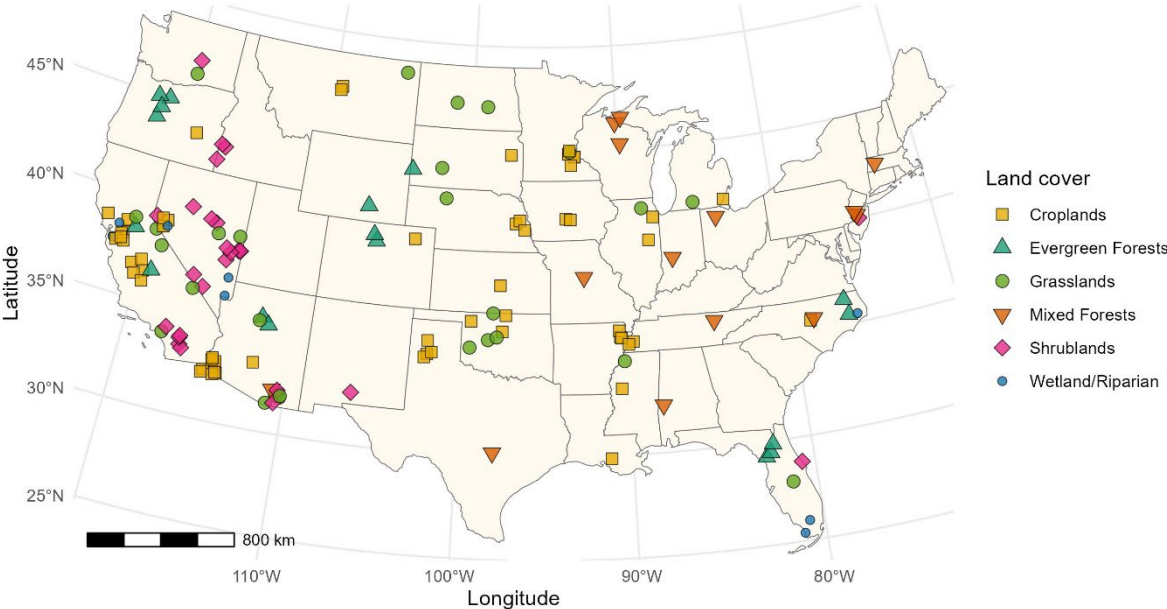 45°N
40°N
35°N
30°N
25°N
Latitude
800 km
110°W
100°W
90°W
80°W
Longitude
Land cover
Croplands
Evergreen Forests
Grasslands
Mixed Forests
Shrublands
Wetland/Riparian